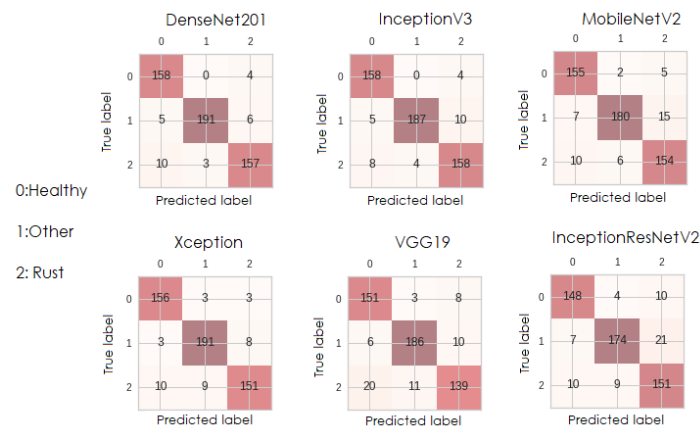 DenseNet201
InceptionV3
MobileNetV2
0 1 2
0 1 2
0 1 2
0 158 0 4
1 5 191 6
2 10 3 157
True label
Predicted label
0 158 0 4
1 5 187 10
2 8 4 158
True label
Predicted label
0 155 2 5
1 7 180 15
2 10 6 154
True label
Predicted label
0:Healthy
1:Other
2: Rust
Xception
VGG19
InceptionResNetV2
0 1 2
0 1 2
0 1 2
0 156 3 3
1 3 191 8
2 10 9 151
True label
Predicted label
0 151 3 8
1 6 186 10
2 20 11 139
True label
Predicted label
0 148 4 10
1 7 174 21
2 10 9 151
True label
Predicted label